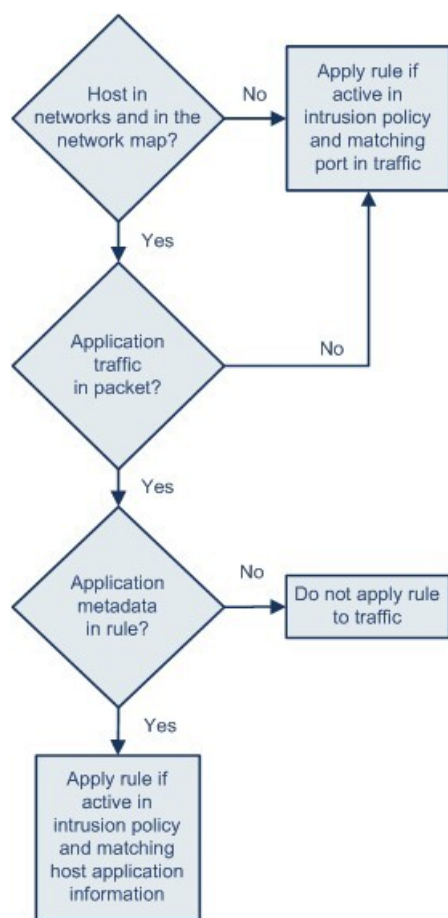 Host in
networks and in the
network map?
No
Apply rule if
active in
intrusion policy
and matching
port in traffic
Yes
Application
traffic
in packet?
No
Yes
Application
metadata
in rule?
No
Do not apply rule
to traffic
Yes
Apply rule if
active in
intrusion policy
and matching
host application
information